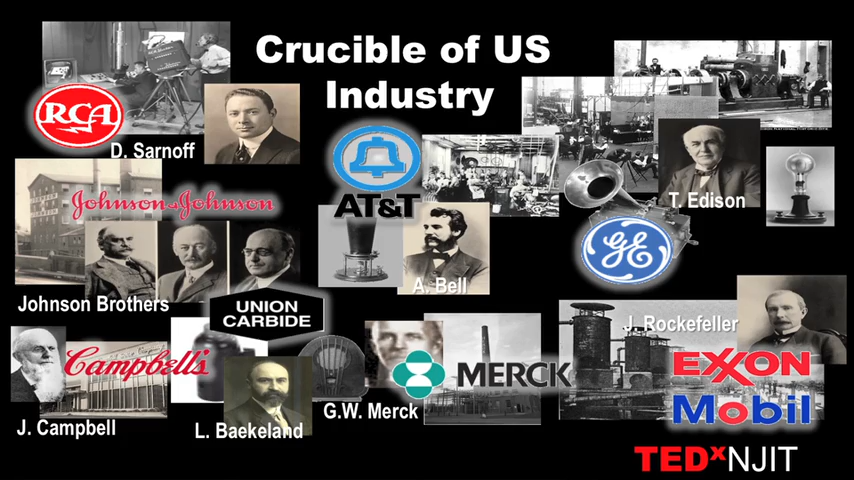 Crucible of US
Industry
RCA
D. Sarnoff
Johnson & Johnson
Johnson Brothers
AT&T
A. Bell
T. Edison
GE
UNION
CARBIDE
J. Rockefeller
Campbell's
J. Campbell
L. Baekeland
G.W. Merck
MERCK
EXXON
Mobil
TEDxNJIT